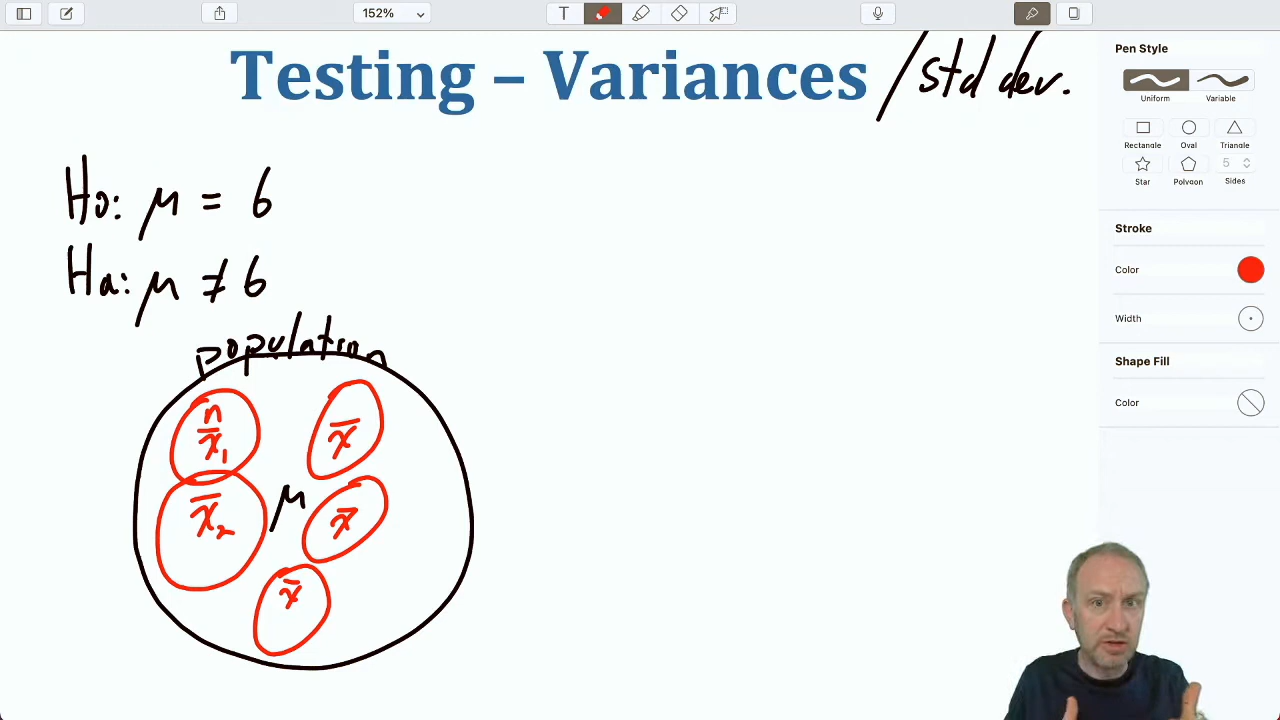 152%
T
Testing – Variances /std dev.
Pen Style
Uniform
Variable
Rectangle
Oval
Triangle
5
Star
Polygon
Sides
Stroke
Color
Width
Shape Fill
Color
Ho: μ = 6
Ha: μ ≠ 6
population
n
x̄₁
x̄
x̄₂
μ
x̄
x̄